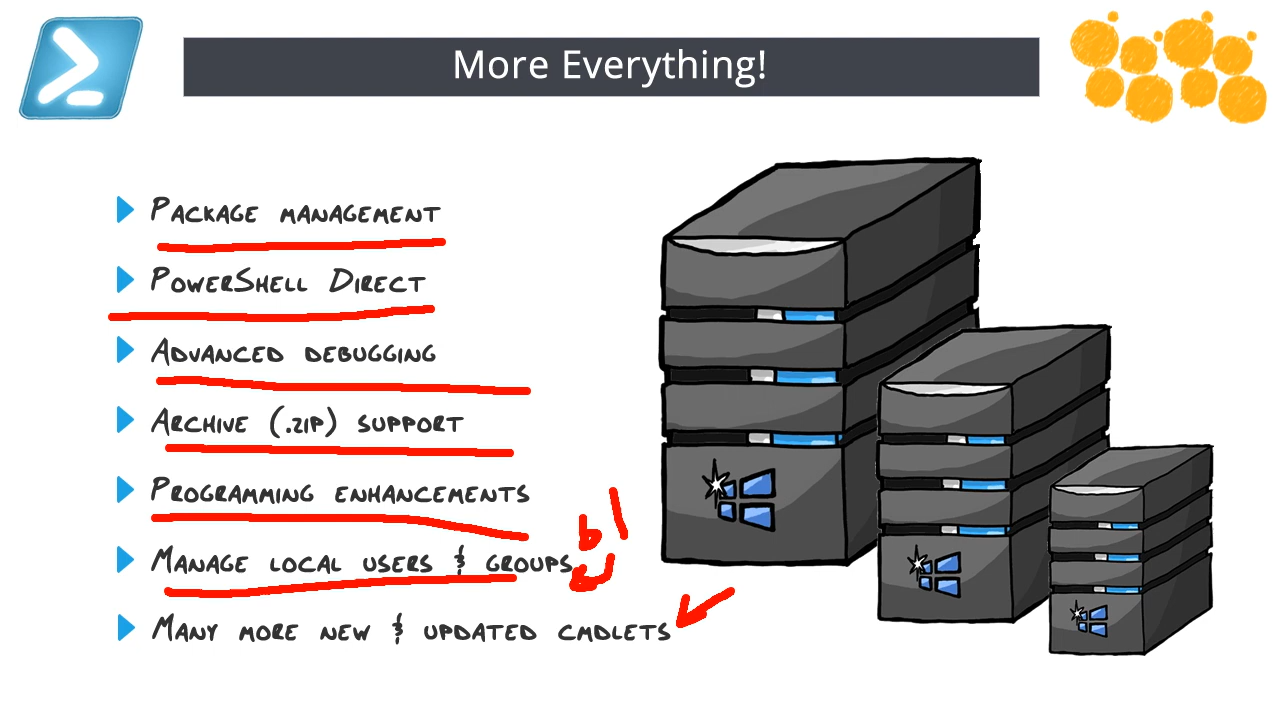 More Everything!
PACKAGE MANAGEMENT
POWERSHELL DIRECT
ADVANCED DEBUGGING
ARCHIVE (.ZIP) SUPPORT
PROGRAMMING ENHANCEMENTS
MANAGE LOCAL USERS & GROUPS
MANY MORE NEW & UPDATED CMDLETS